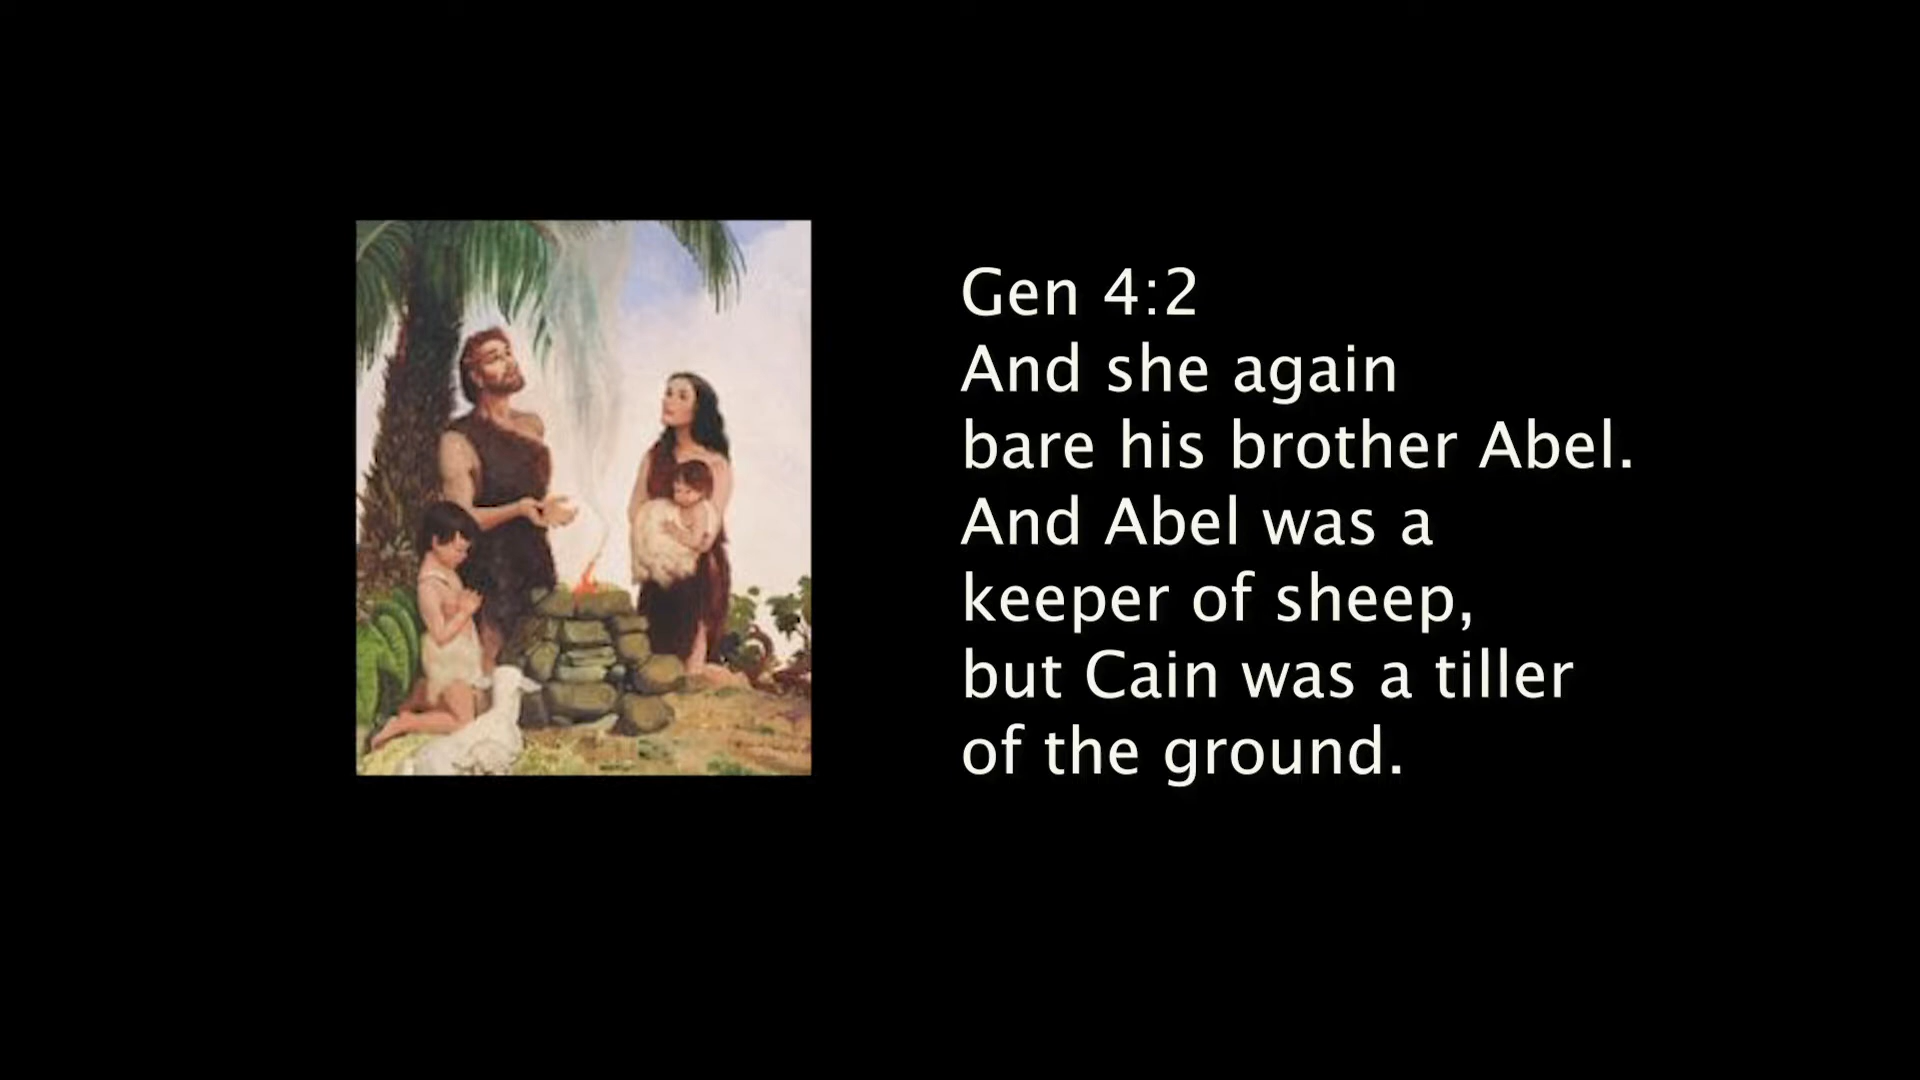 Gen 4:2
And she again
bare his brother Abel.
And Abel was a
keeper of sheep,
but Cain was a tiller
of the ground.